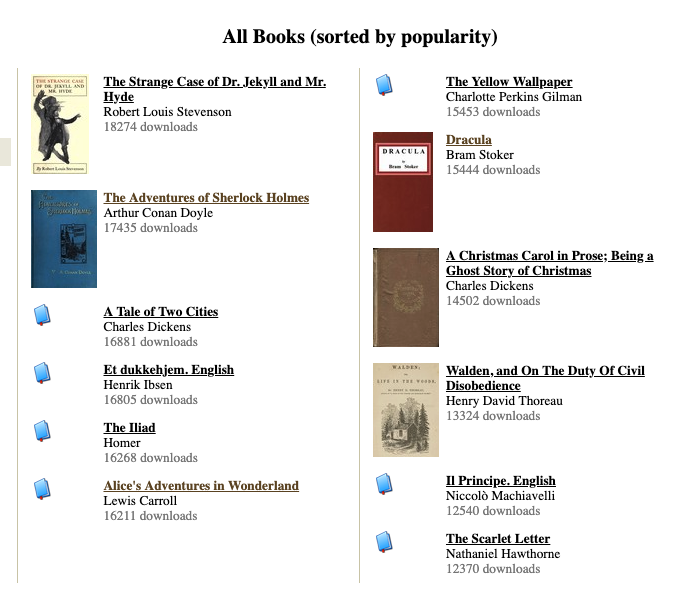 All Books (sorted by popularity)
THE STRANGE CASE
OF DR. JEKYLL AND
MR. HYDE
By Robert Louis Stevenson
The Strange Case of Dr. Jekyll and Mr.
Hyde
Robert Louis Stevenson
18274 downloads
The Adventures of Sherlock Holmes
Arthur Conan Doyle
17435 downloads
A Tale of Two Cities
Charles Dickens
16881 downloads
Et dukkehjem. English
Henrik Ibsen
16805 downloads
The Iliad
Homer
16268 downloads
Alice's Adventures in Wonderland
Lewis Carroll
16211 downloads
The Yellow Wallpaper
Charlotte Perkins Gilman
15453 downloads
DRACULA
by
Bram Stoker
Dracula
Bram Stoker
15444 downloads
A Christmas Carol in Prose; Being a
Ghost Story of Christmas
Charles Dickens
14502 downloads
WALDEN;
LIFE IN THE WOODS.
Walden, and On The Duty Of Civil
Disobedience
Henry David Thoreau
13324 downloads
Il Principe. English
Niccolò Machiavelli
12540 downloads
The Scarlet Letter
Nathaniel Hawthorne
12370 downloads